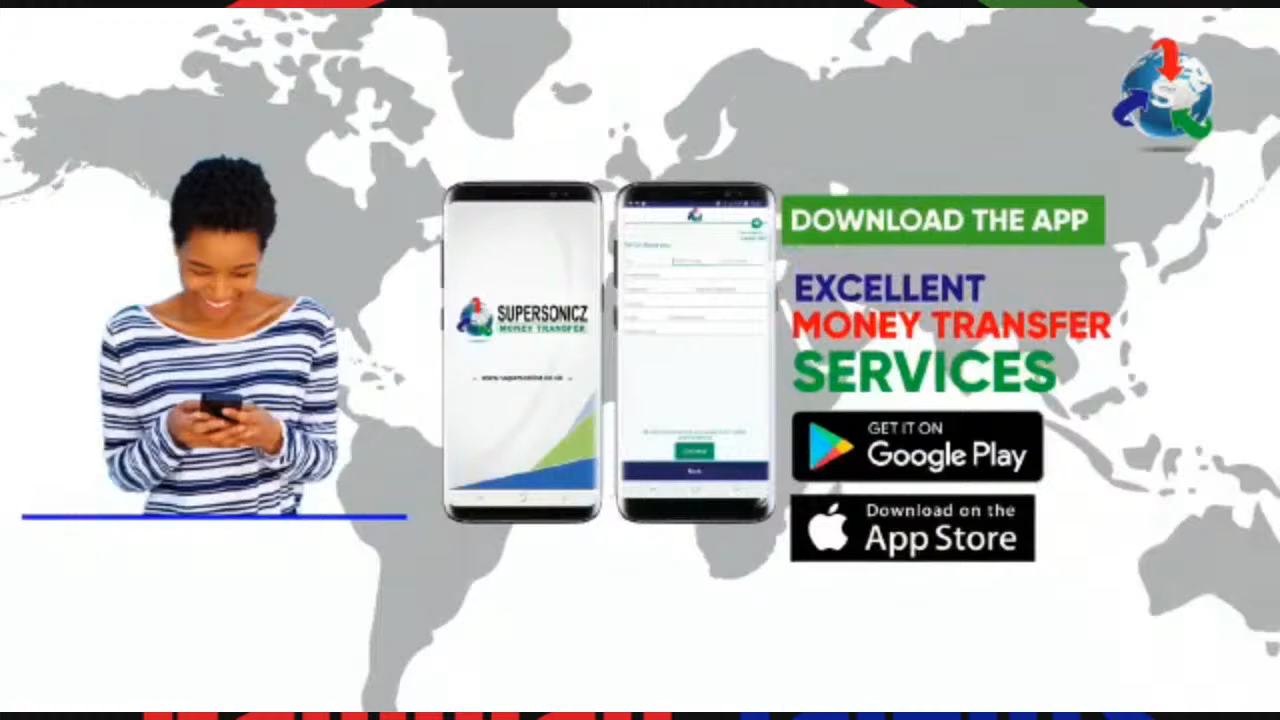 SUPERSONICZ
MONEY TRANSFER
DOWNLOAD THE APP
EXCELLENT
MONEY TRANSFER
SERVICES
GET IT ON
Google Play
Download on the
App Store